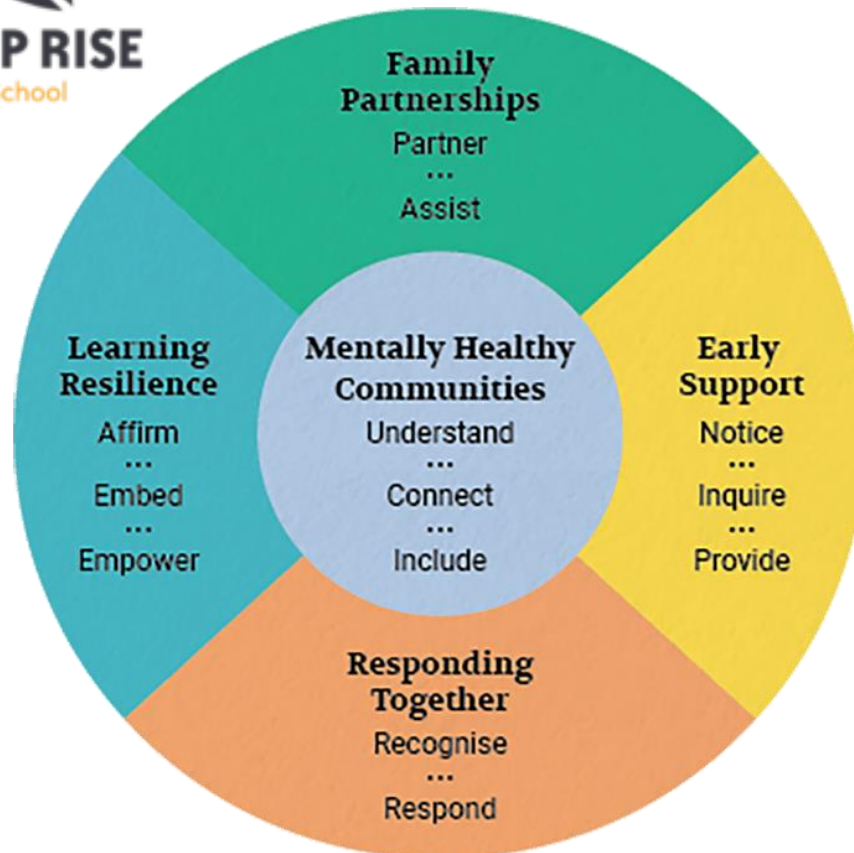 P RISE
chool
Family
Partnerships
Partner
...
Assist
Learning
Resilience
Affirm
...
Embed
...
Empower
Mentally Healthy
Communities
Understand
...
Connect
...
Include
Early
Support
Notice
...
Inquire
...
Provide
Responding
Together
Recognise
...
Respond